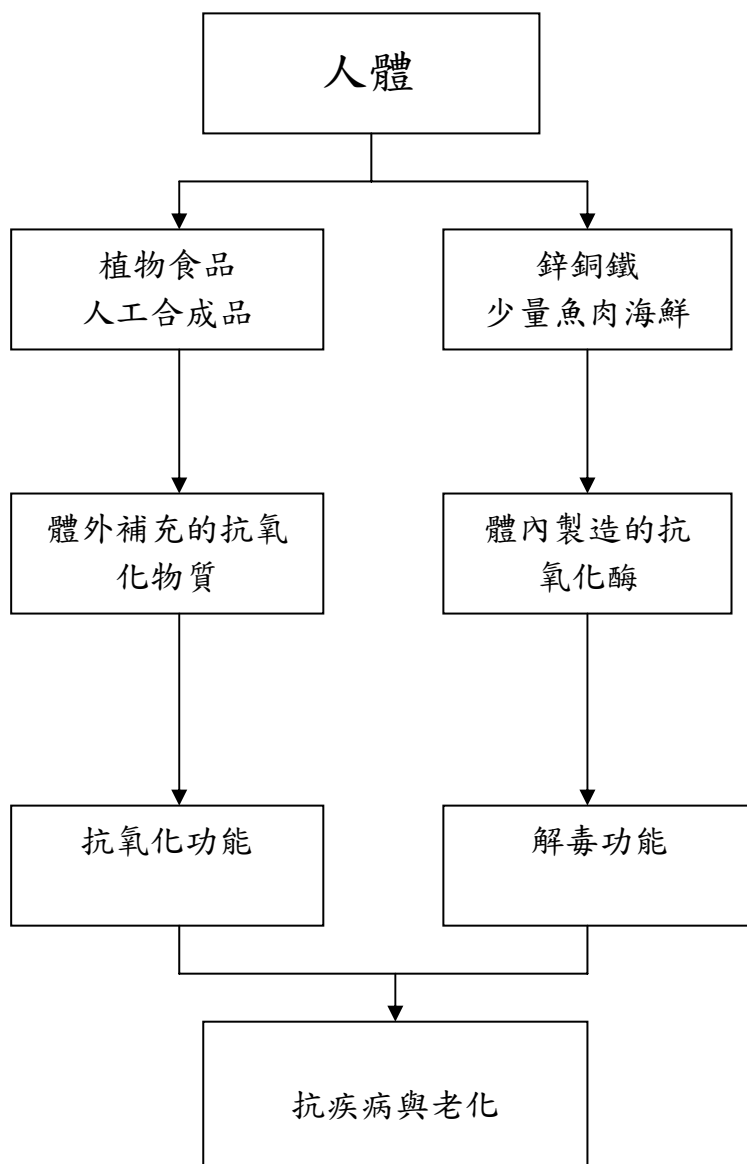 人體
植物食品
人工合成品
鋅銅鐵
少量魚肉海鮮
體外補充的抗氧
化物質
體內製造的抗
氧化酶
抗氧化功能
解毒功能
抗疾病與老化